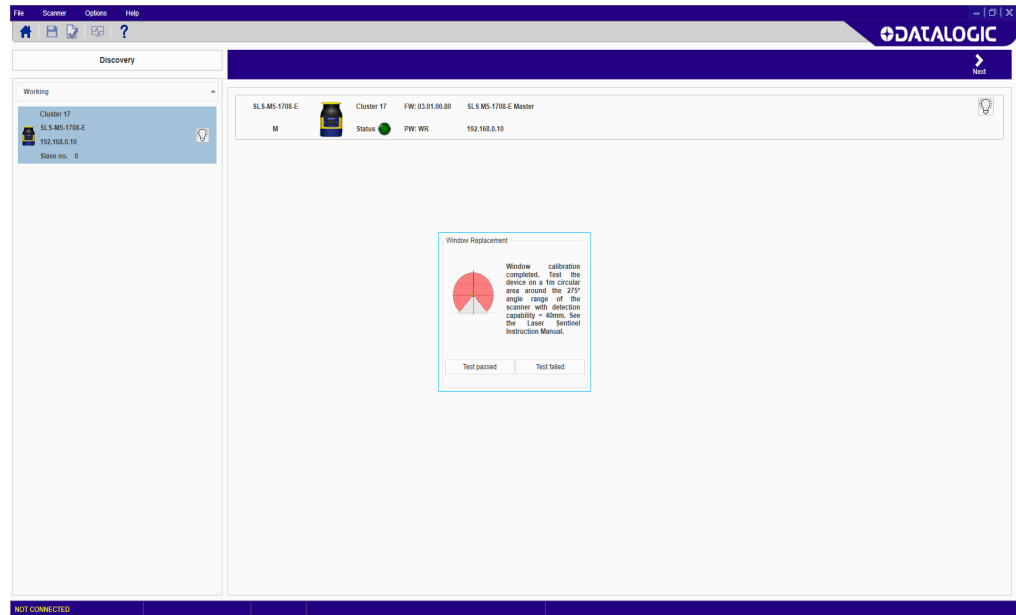 File Scanner Options Help
DATALOGIC
Discovery
Next
Working
Cluster 17
SLS-M5-1708-E
192.168.0.10
Slave no. 0
SLS-M5-1708-E Cluster 17 FW: 03.01.00.80 SLS M5-1708-E Master
M Status PW: WR 192.168.0.10
Window Replacement
Window calibration
completed. Test the
device on a 1m circular
area around the 275°
angle range of the
scanner with detection
capability = 40mm. See
the Laser Sentinel
Instruction Manual.
Test passed Test failed
NOT CONNECTED